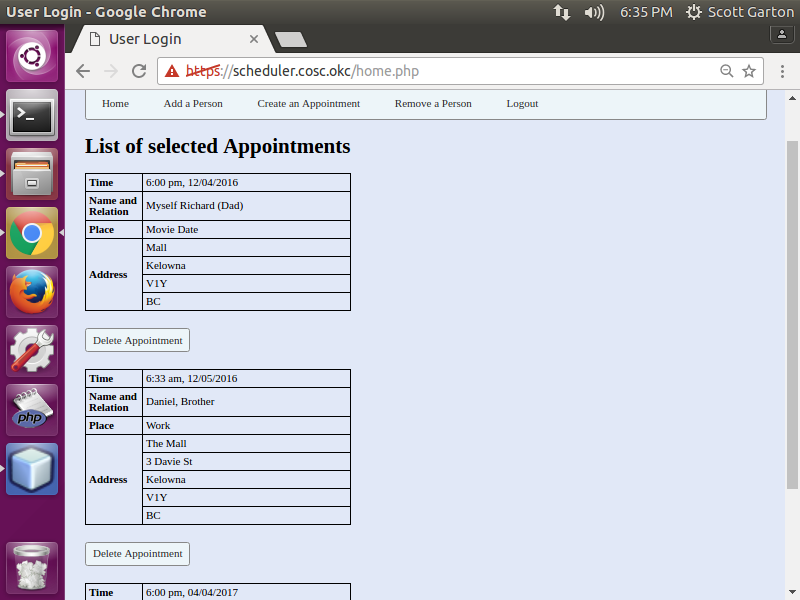 User Login - Google Chrome
6:35 PM
Scott Garton
User Login
https://scheduler.cosc.okc/home.php
Home
Add a Person
Create an Appointment
Remove a Person
Logout
List of selected Appointments
Time 6:00 pm, 12/04/2016
Name and
Relation
Myself Richard (Dad)
Place Movie Date
Address
Mall
Kelowna
V1Y
BC
Delete Appointment
Time 6:33 am, 12/05/2016
Name and
Relation
Daniel, Brother
Place Work
Address
The Mall
3 Davie St
Kelowna
V1Y
BC
Delete Appointment
Time 6:00 pm, 04/04/2017
>_
php